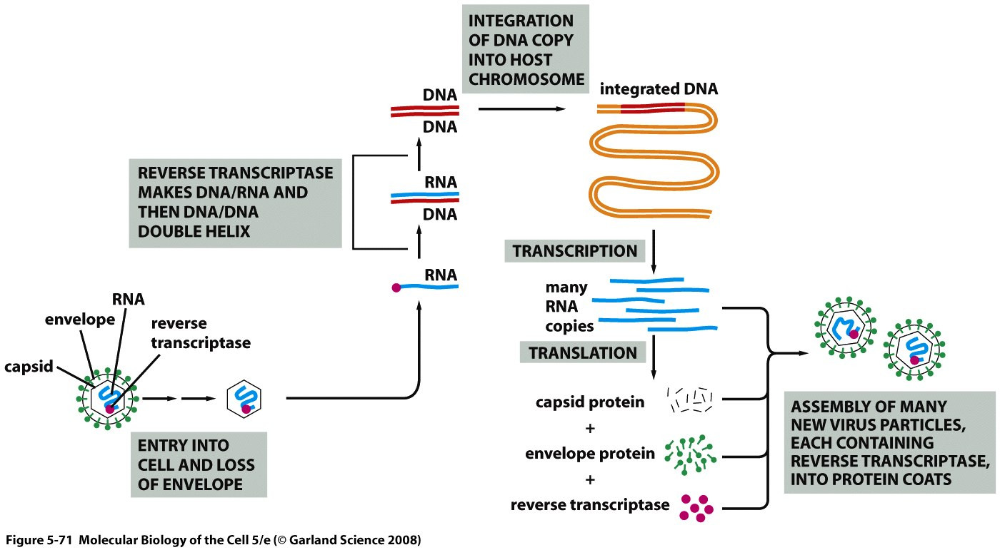 INTEGRATION
OF DNA COPY
INTO HOST
CHROMOSOME
integrated DNA
DNA
DNA
REVERSE TRANSCRIPTASE
MAKES DNA/RNA AND
THEN DNA/DNA
DOUBLE HELIX
RNA
DNA
RNA
RNA
envelope
reverse
transcriptase
capsid
ENTRY INTO
CELL AND LOSS
OF ENVELOPE
TRANSCRIPTION
many
RNA
copies
TRANSLATION
capsid protein
+
envelope protein
+
reverse transcriptase
ASSEMBLY OF MANY
NEW VIRUS PARTICLES,
EACH CONTAINING
REVERSE TRANSCRIPTASE,
INTO PROTEIN COATS
Figure 5-71 Molecular Biology of the Cell 5/e (© Garland Science 2008)